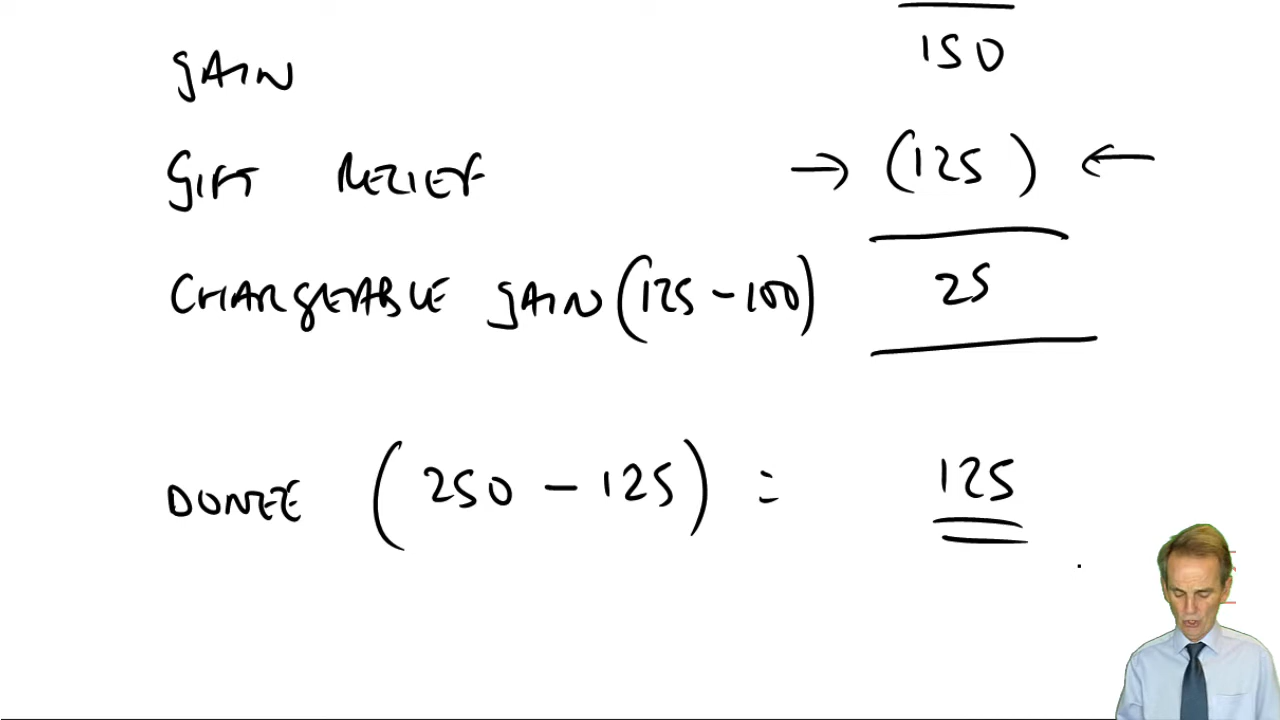 150
GAIN
GIFT RELIEF → (125) ←
CHARGEABLE GAIN (125 - 100) 25
DONEE (250 - 125) = 125